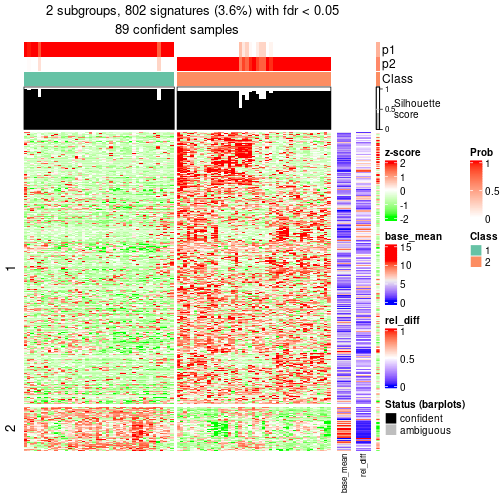 2 subgroups, 802 signatures (3.6%) with fdr < 0.05
89 confident samples
p1
p2
Class
1
0.5
0
Silhouette
score
1
2
base_mean
rel_diff
z-score
2
1
0
-1
-2
base_mean
15
10
5
0
rel_diff
1
0.5
0
Status (barplots)
confident
ambiguous
Prob
1
0.5
0
Class
1
2